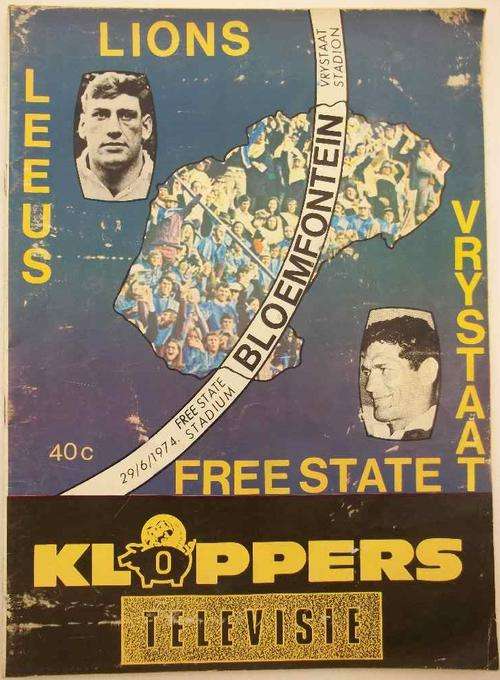 LIONS
LEEUS
VRYSTAAT
STADION
BLOEMFONTEIN
29/6/1974. FREE STATE
STADIUM
VRYSTAAT
40c
FREE STATE
KLOPPERS
TELEVISIE